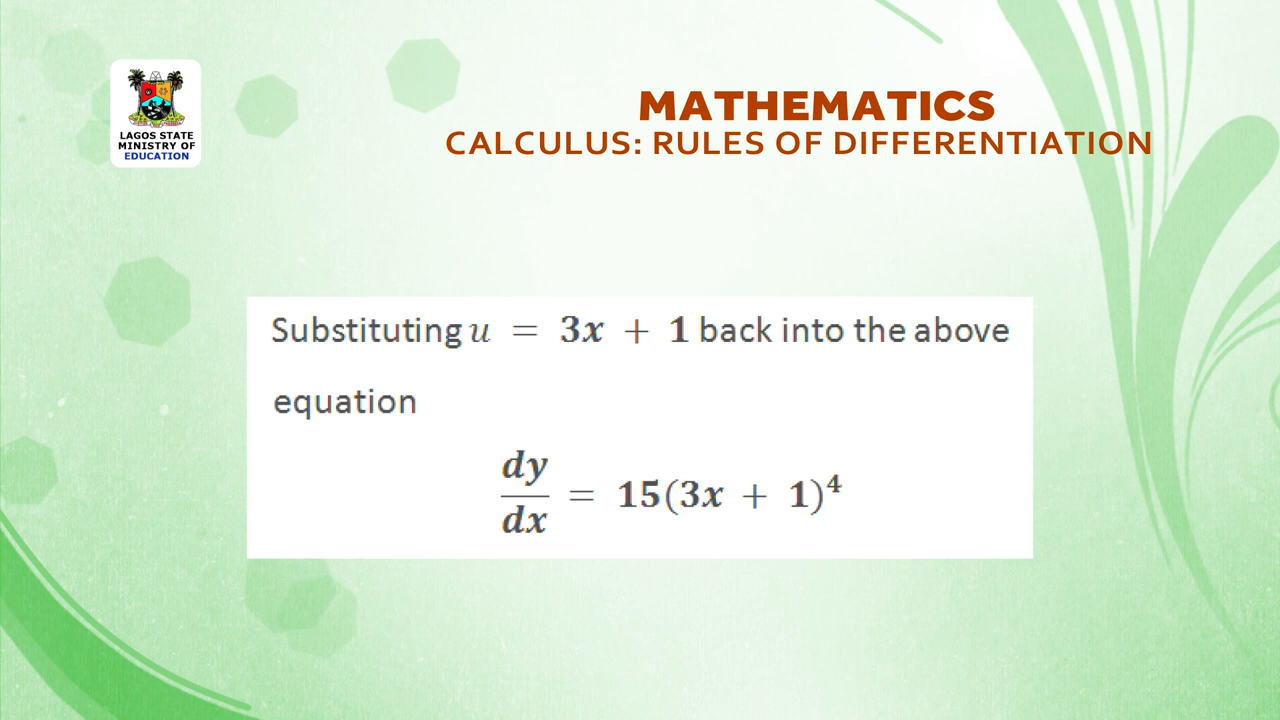 LAGOS STATE
MINISTRY OF
EDUCATION
MATHEMATICS
CALCULUS: RULES OF DIFFERENTIATION
Substituting u = 3x + 1 back into the above
equation
dy/dx = 15(3x + 1)⁴